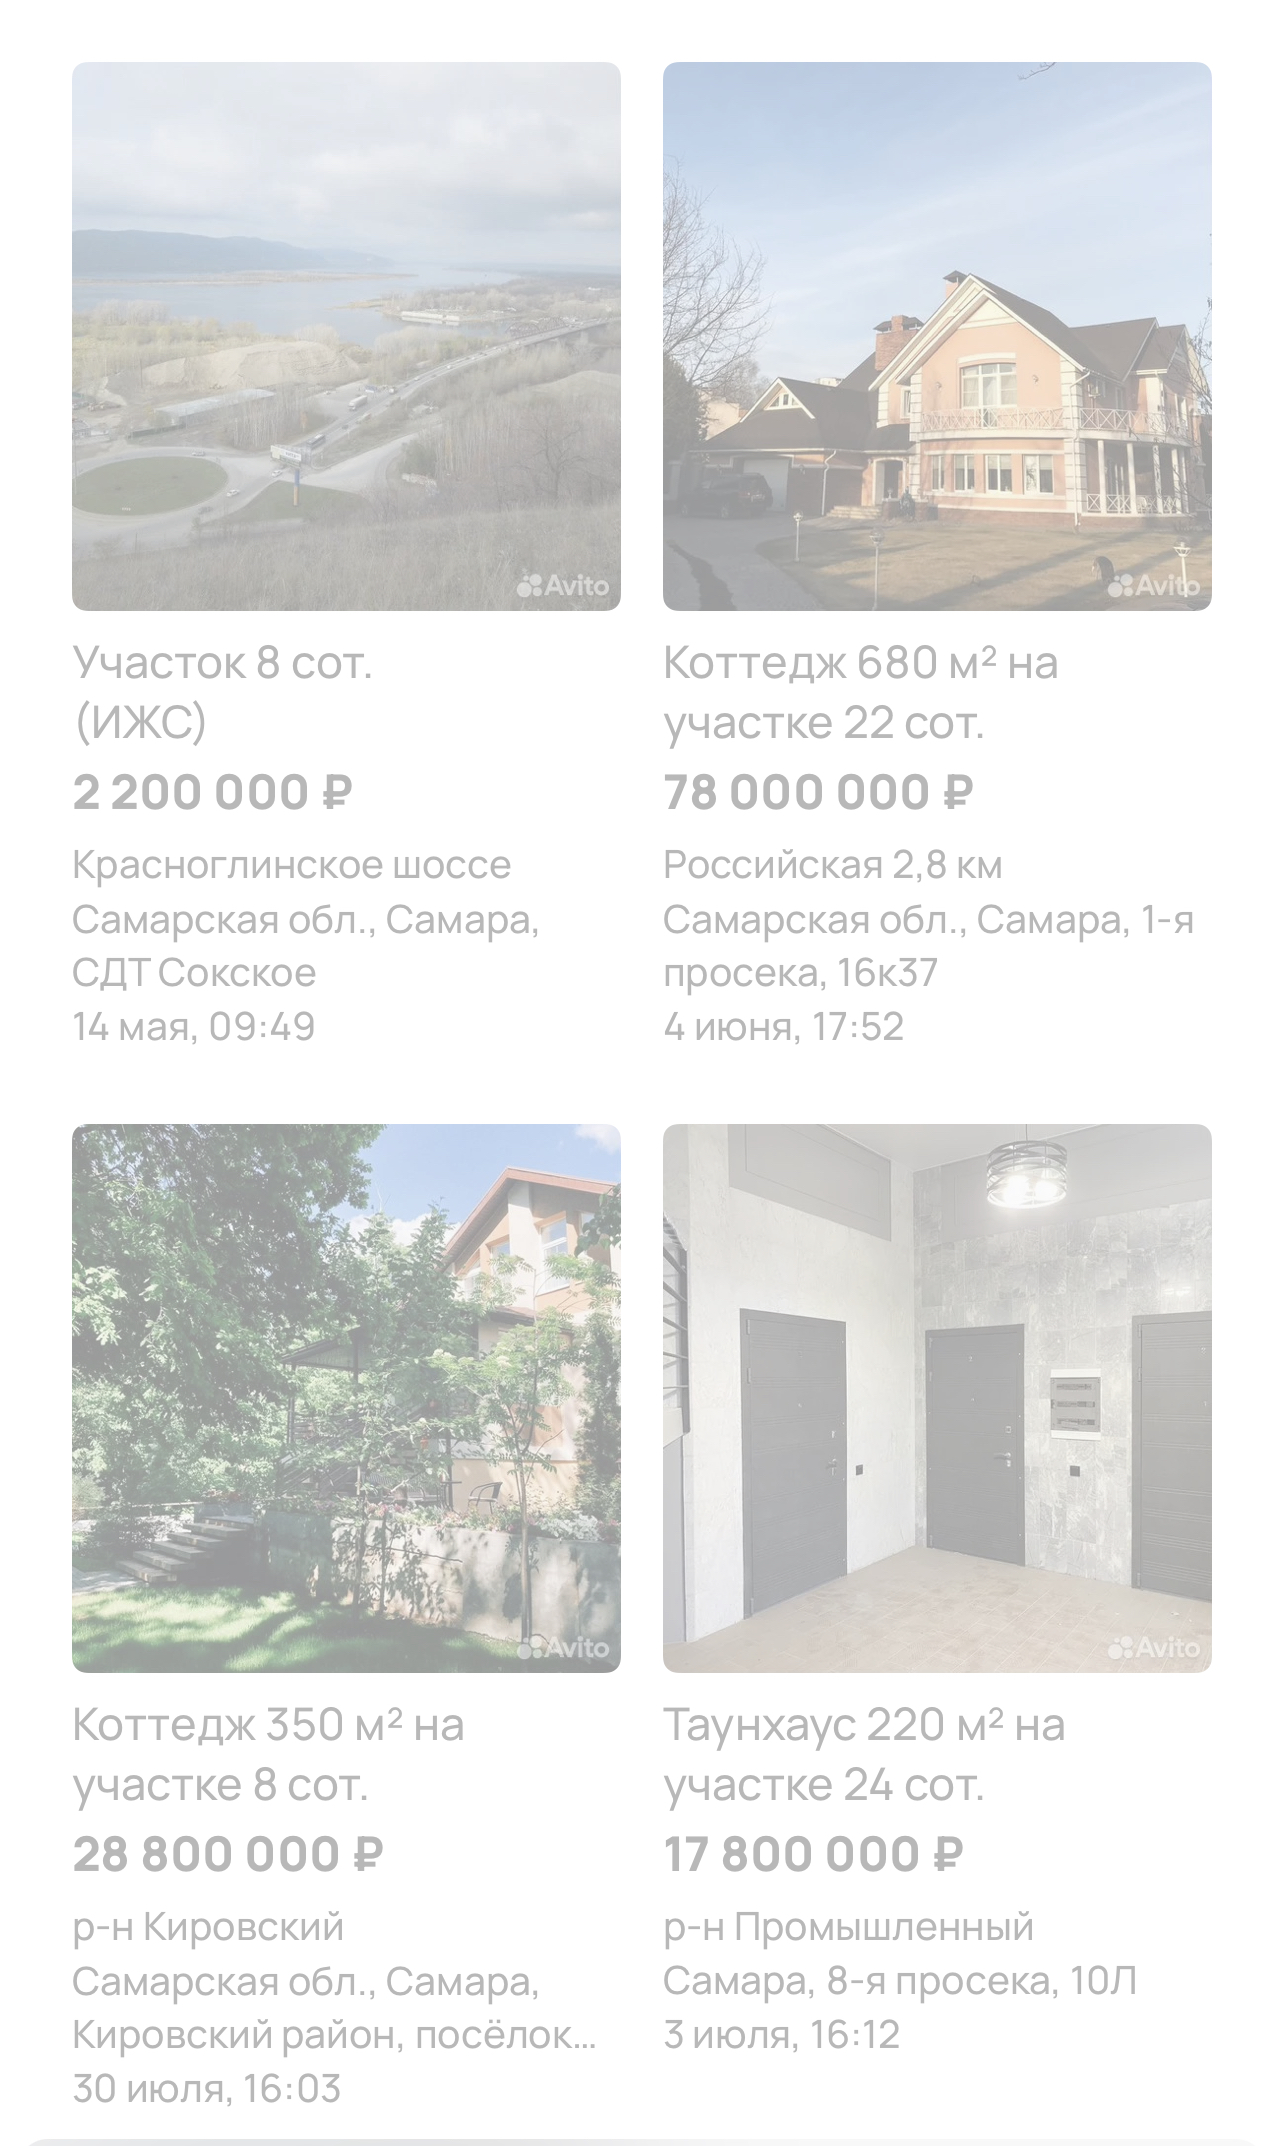 Avito
Avito
Участок 8 сот.
(ИЖС)
2 200 000 ₽
Красноглинское шоссе
Самарская обл., Самара,
СДТ Сокское
14 мая, 09:49
Коттедж 680 м² на
участке 22 сот.
78 000 000 ₽
Российская 2,8 км
Самарская обл., Самара, 1-я
просека, 16к37
4 июня, 17:52
Avito
Avito
Коттедж 350 м² на
участке 8 сот.
28 800 000 ₽
р-н Кировский
Самарская обл., Самара,
Кировский район, посёлок...
30 июля, 16:03
Таунхаус 220 м² на
участке 24 сот.
17 800 000 ₽
р-н Промышленный
Самара, 8-я просека, 10Л
3 июля, 16:12